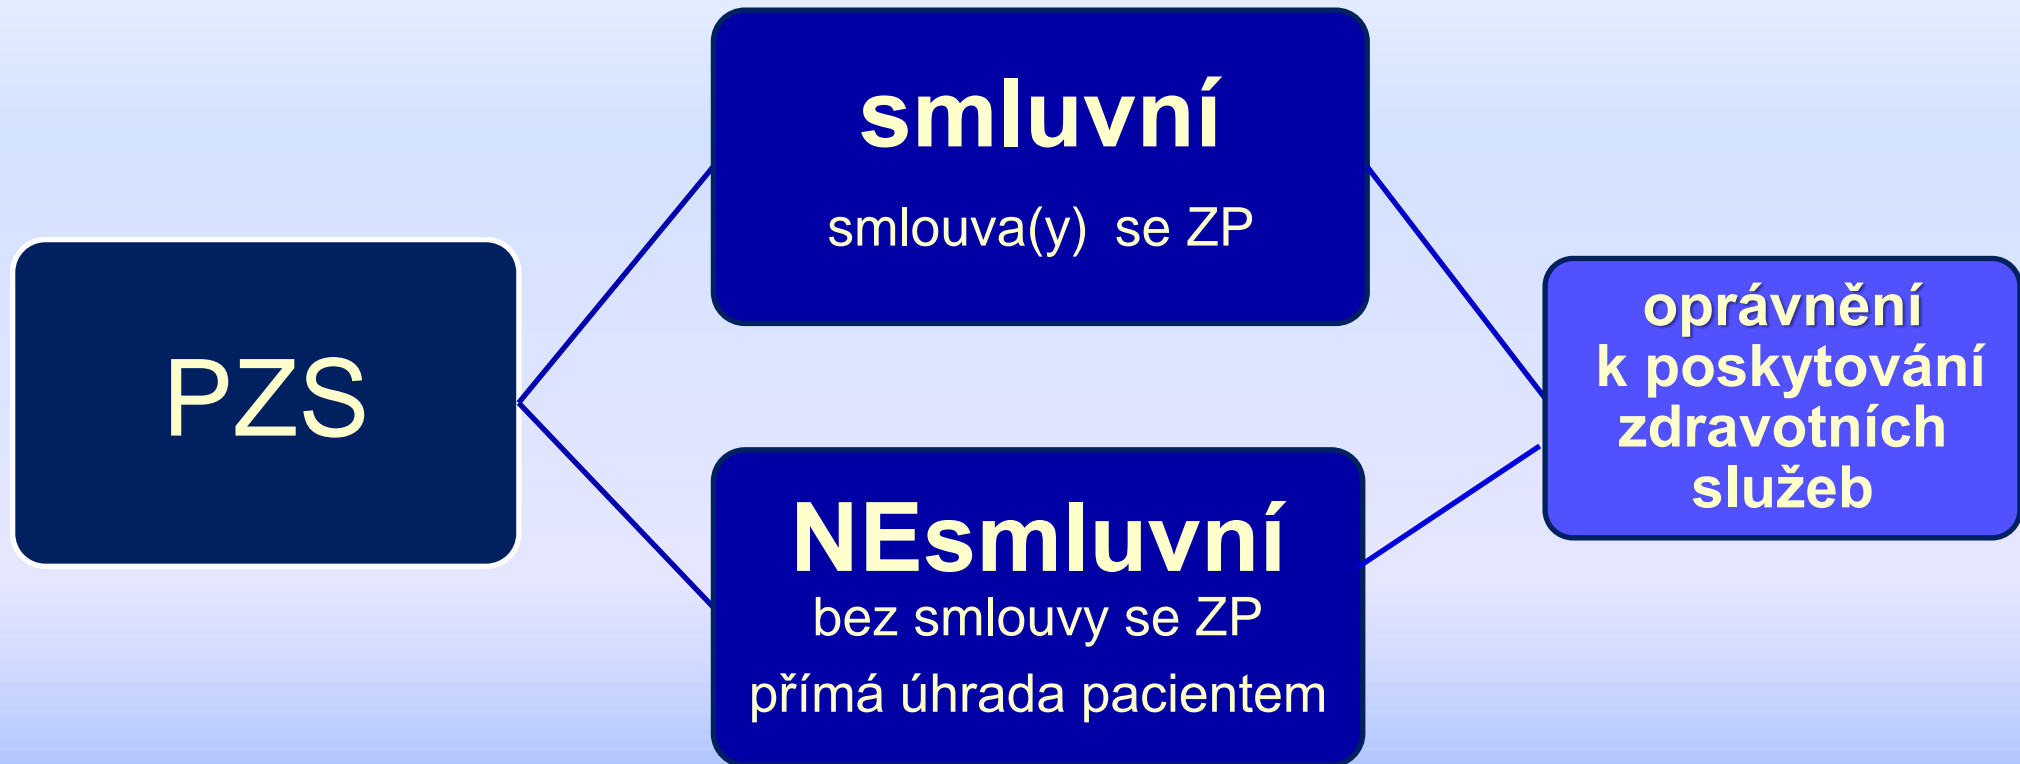 PZS
smluvní
smlouva(y) se ZP
NEsmluvní
bez smlouvy se ZP
přímá úhrada pacientem
oprávnění
k poskytování
zdravotních
služeb